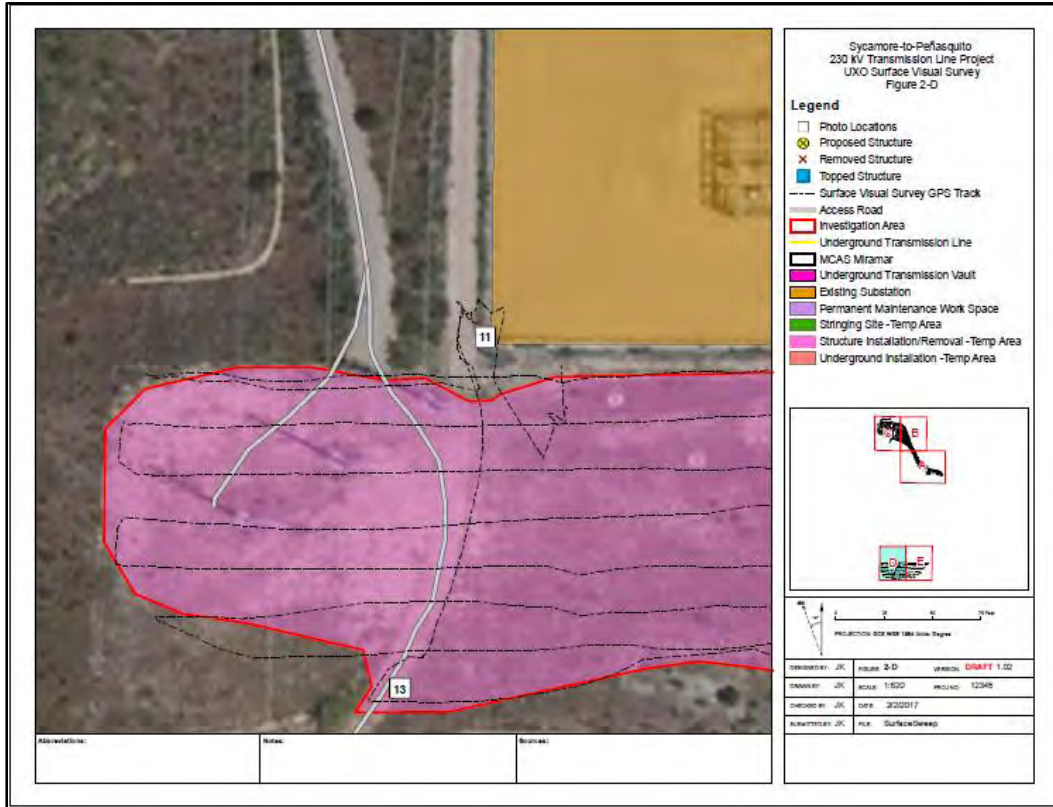 Sycamore-to-Peñasquito
230 kV Transmission Line Project
UXO Surface Visual Survey
Figure 2-D
Legend
Photo Locations
Proposed Structure
Removed Structure
Topped Structure
Surface Visual Survey GPS Track
Access Road
Investigation Area
Underground Transmission Line
MCAS Miramar
Underground Transmission Vault
Existing Substation
Permanent Maintenance Work Space
Stringing Site -Temp Area
Structure Installation/Removal -Temp Area
Underground Installation -Temp Area
11
13
B
D
E
DESIGNED BY: JK FIGURE: 2-D VERSION: DRAFT 1.02
DRAWN BY: JK SCALE: 1:520 PROJ NO: 12345
CHECKED BY: JK DATE: 2/2/2017
SUBMITTED BY: JK FILE: SurfaceSweep
Abbreviations: Notes: Sources: